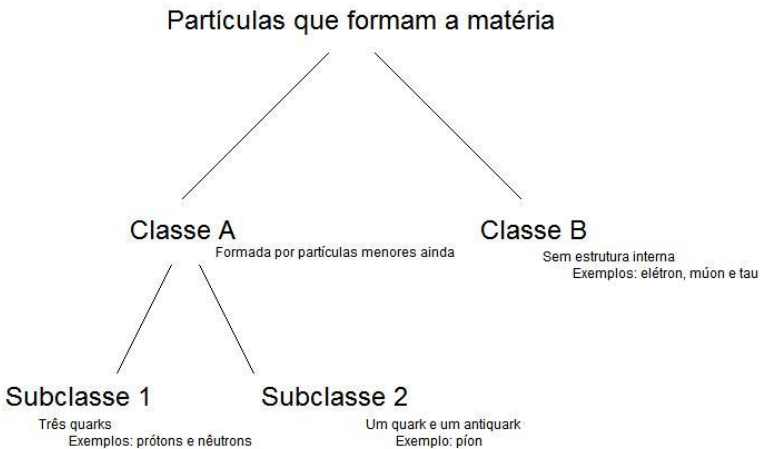 Partículas que formam a matéria
Classe A
Formada por partículas menores ainda
Classe B
Sem estrutura interna
Exemplos: elétron, múon e tau
Subclasse 1
Três quarks
Exemplos: prótons e nêutrons
Subclasse 2
Um quark e um antiquark
Exemplo: píon